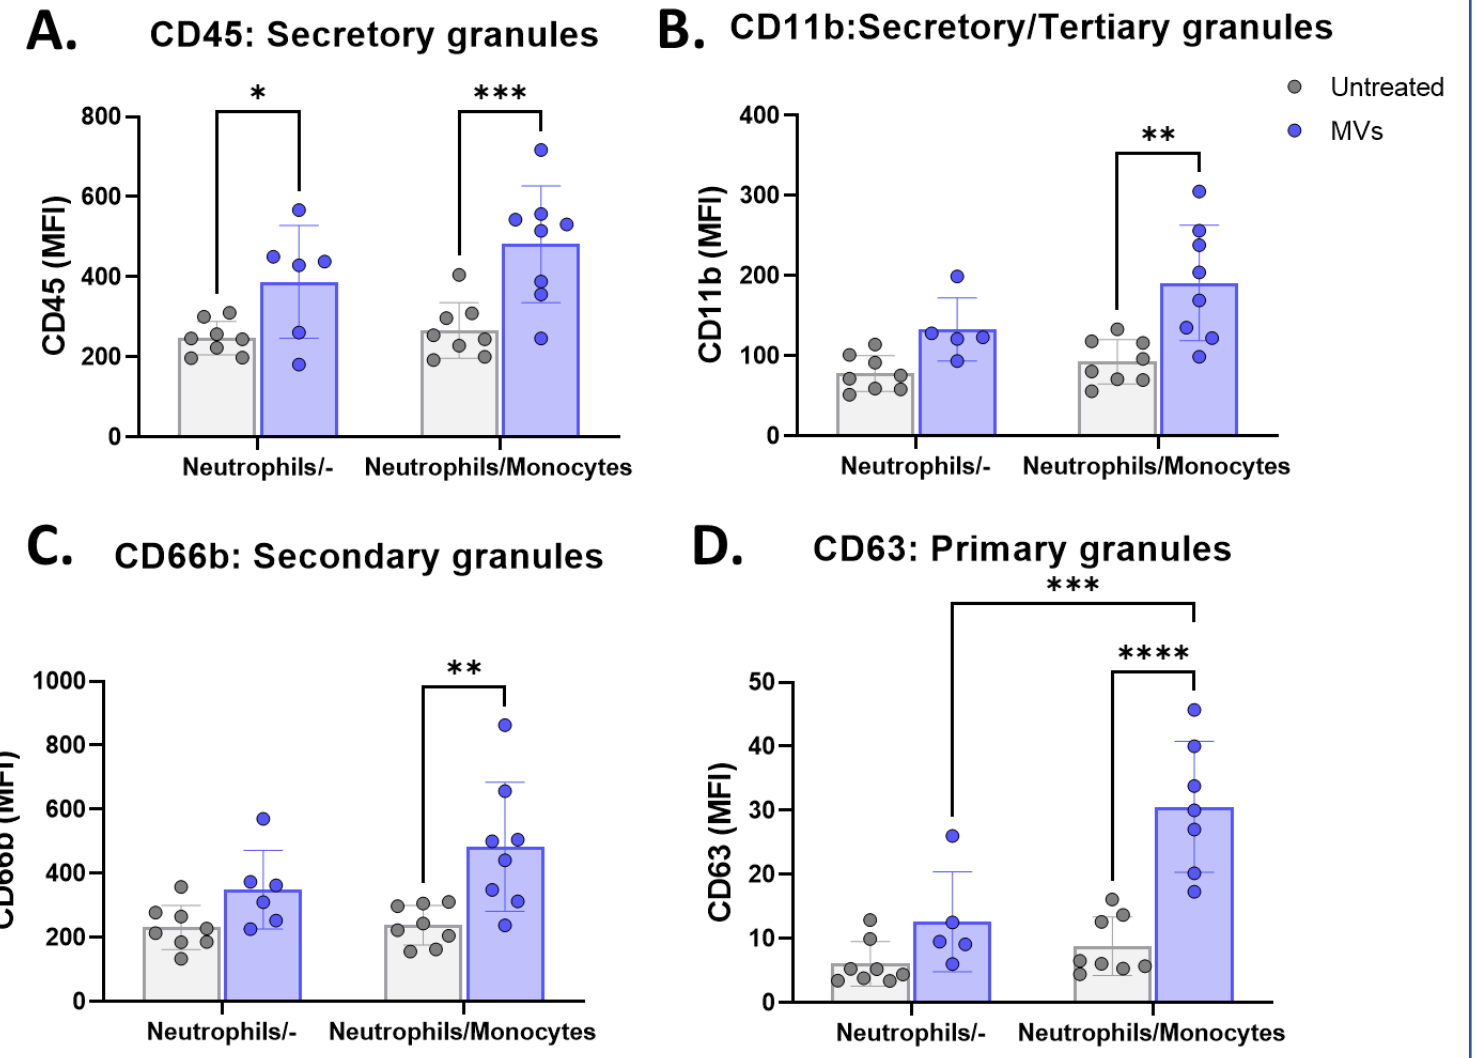 A.
CD45: Secretory granules
B.
CD11b:Secretory/Tertiary granules
Untreated
MVs
*
***
800
600
400
200
0
CD45 (MFI)
Neutrophils/-
Neutrophils/Monocytes
**
400
300
200
100
0
CD11b (MFI)
Neutrophils/-
Neutrophils/Monocytes
C.
CD66b: Secondary granules
**
1000
800
600
400
200
0
CD66b (MFI)
Neutrophils/-
Neutrophils/Monocytes
D.
CD63: Primary granules
***
****
50
40
30
20
10
0
CD63 (MFI)
Neutrophils/-
Neutrophils/Monocytes